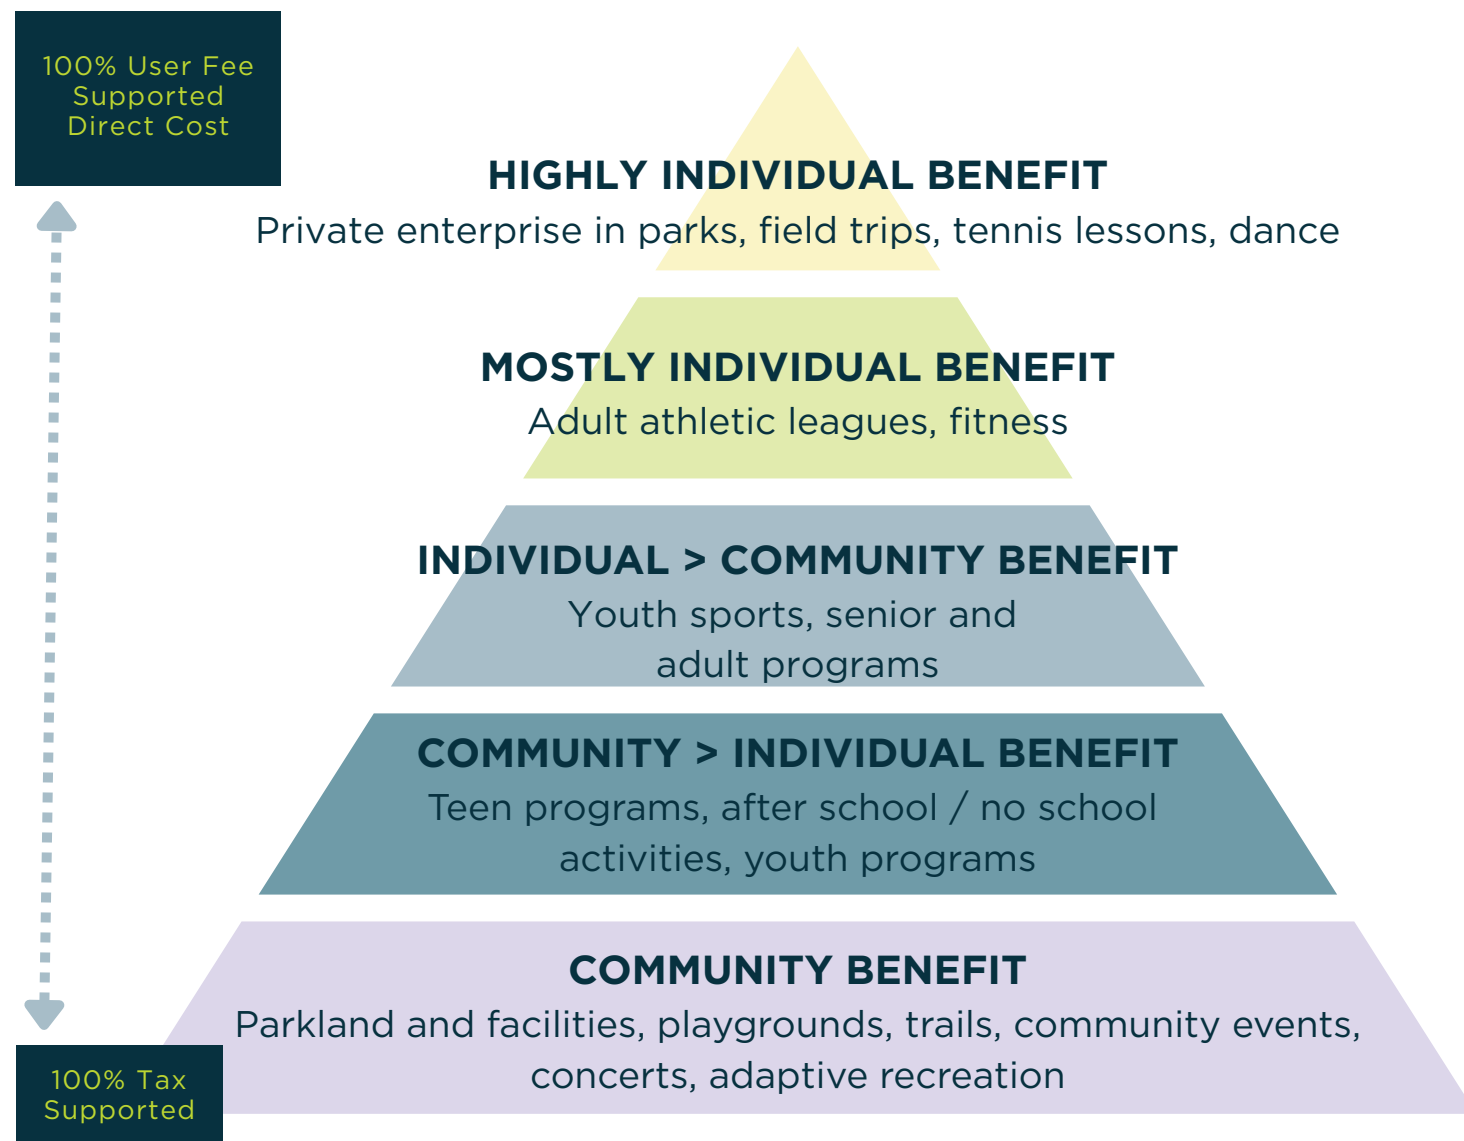 100% User Fee
Supported
Direct Cost
HIGHLY INDIVIDUAL BENEFIT
Private enterprise in parks, field trips, tennis lessons, dance
MOSTLY INDIVIDUAL BENEFIT
Adult athletic leagues, fitness
INDIVIDUAL > COMMUNITY BENEFIT
Youth sports, senior and
adult programs
COMMUNITY > INDIVIDUAL BENEFIT
Teen programs, after school / no school
activities, youth programs
COMMUNITY BENEFIT
Parkland and facilities, playgrounds, trails, community events,
concerts, adaptive recreation
100% Tax
Supported